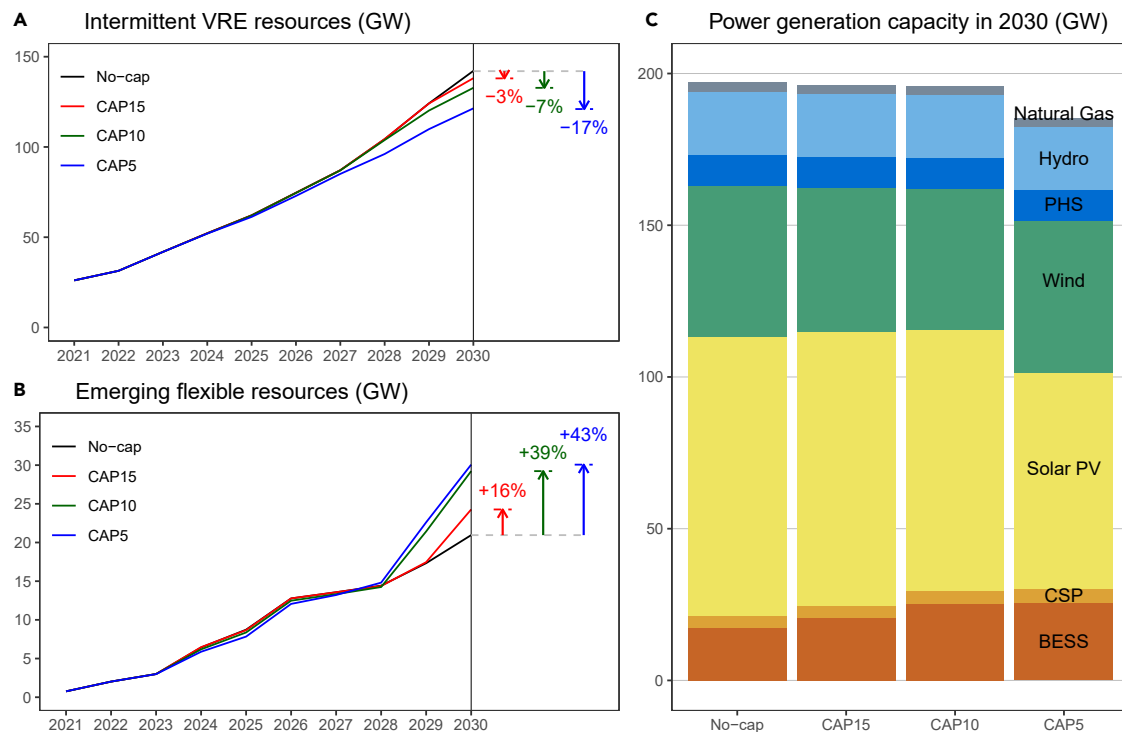 A Intermittent VRE resources (GW)
150
100
50
0
No−cap
CAP15
CAP10
CAP5
−3%
−7%
−17%
2021 2022 2023 2024 2025 2026 2027 2028 2029 2030
B Emerging flexible resources (GW)
35
30
25
20
15
10
5
0
No−cap
CAP15
CAP10
CAP5
+16%
+39%
+43%
2021 2022 2023 2024 2025 2026 2027 2028 2029 2030
C Power generation capacity in 2030 (GW)
200
150
100
50
0
Natural Gas
Hydro
PHS
Wind
Solar PV
CSP
BESS
No−cap CAP15 CAP10 CAP5